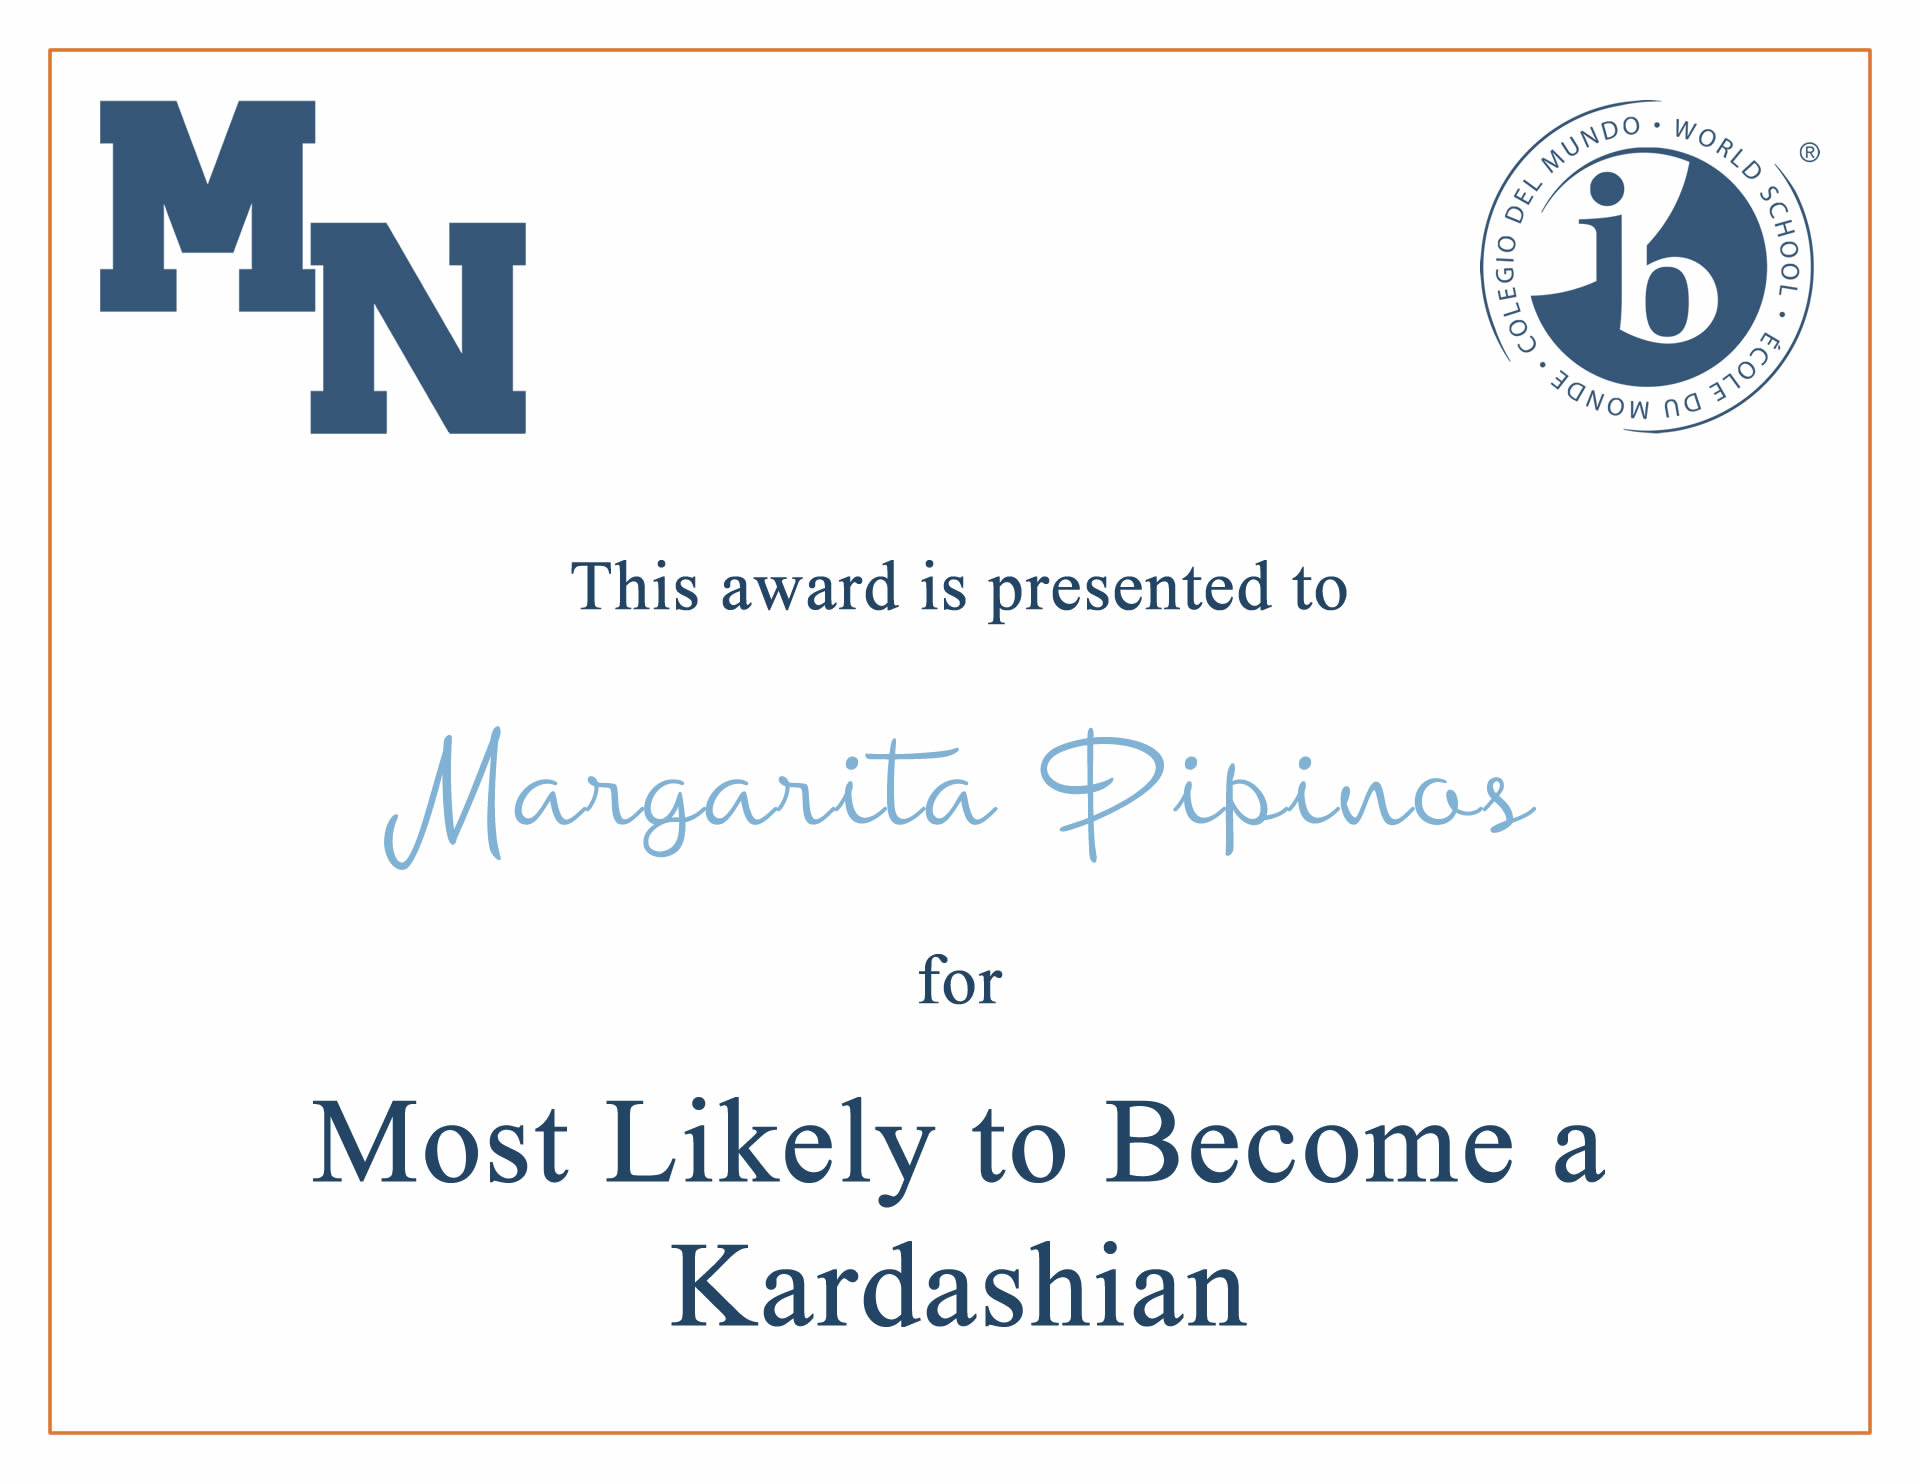 MN
COLEGIO DEL MUNDO • WORLD SCHOOL • ÉCOLE DU MONDE •
ib
®
This award is presented to
Margarita Pipinos
for
Most Likely to Become a
Kardashian